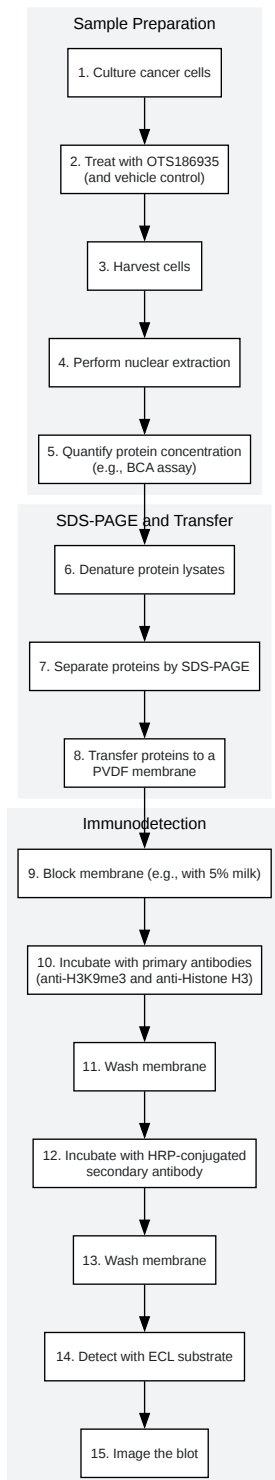 Sample Preparation
1. Culture cancer cells
2. Treat with OTS186935
(and vehicle control)
3. Harvest cells
4. Perform nuclear extraction
5. Quantify protein concentration
(e.g., BCA assay)
SDS-PAGE and Transfer
6. Denature protein lysates
7. Separate proteins by SDS-PAGE
8. Transfer proteins to a
PVDF membrane
Immunodetection
9. Block membrane (e.g., with 5% milk)
10. Incubate with primary antibodies
(anti-H3K9me3 and anti-Histone H3)
11. Wash membrane
12. Incubate with HRP-conjugated
secondary antibody
13. Wash membrane
14. Detect with ECL substrate
15. Image the blot